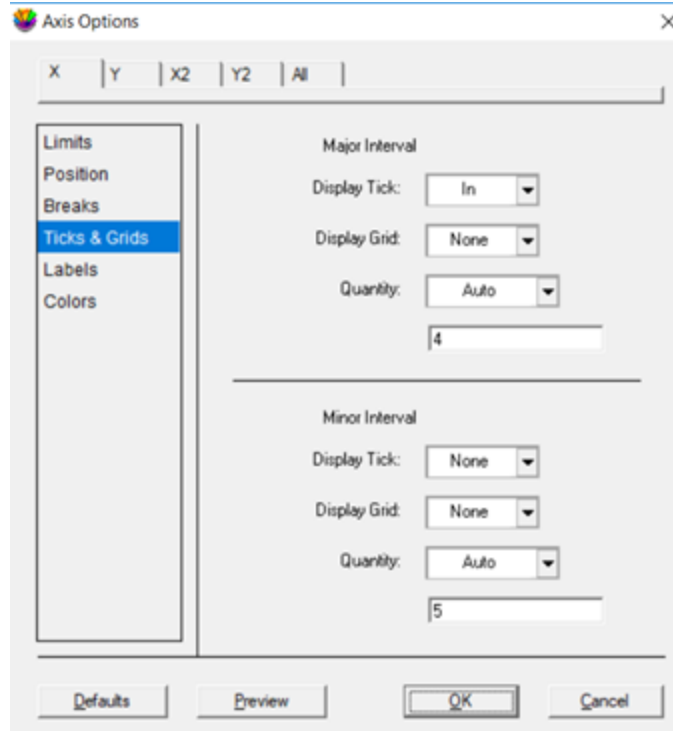 Axis Options
X Y X2 Y2 All
Limits
Position
Breaks
Ticks & Grids
Labels
Colors
Major Interval
Display Tick: In
Display Grid: None
Quantity: Auto
4
Minor Interval
Display Tick: None
Display Grid: None
Quantity: Auto
5
Defaults Preview OK Cancel